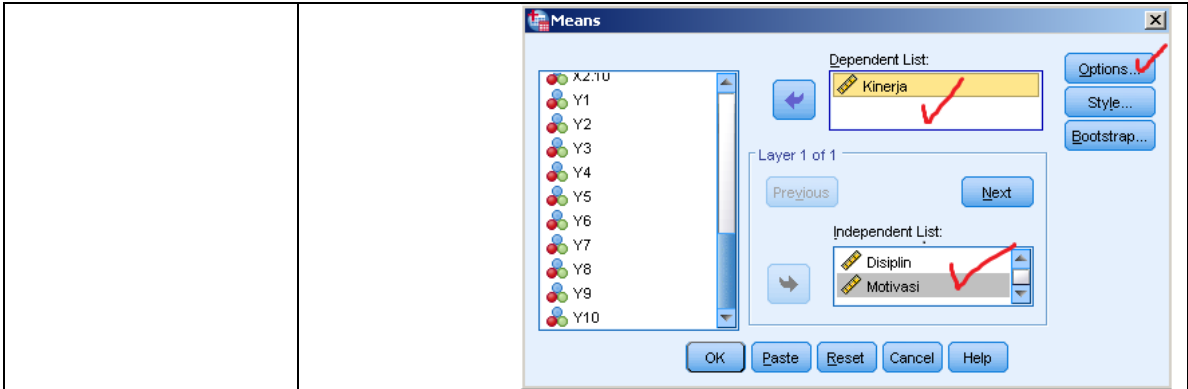 Means
X2.10
Y1
Y2
Y3
Y4
Y5
Y6
Y7
Y8
Y9
Y10
Dependent List:
Kinerja
Options...
Style...
Bootstrap...
Layer 1 of 1
Previous
Next
Independent List:
Disiplin
Motivasi
OK
Paste
Reset
Cancel
Help